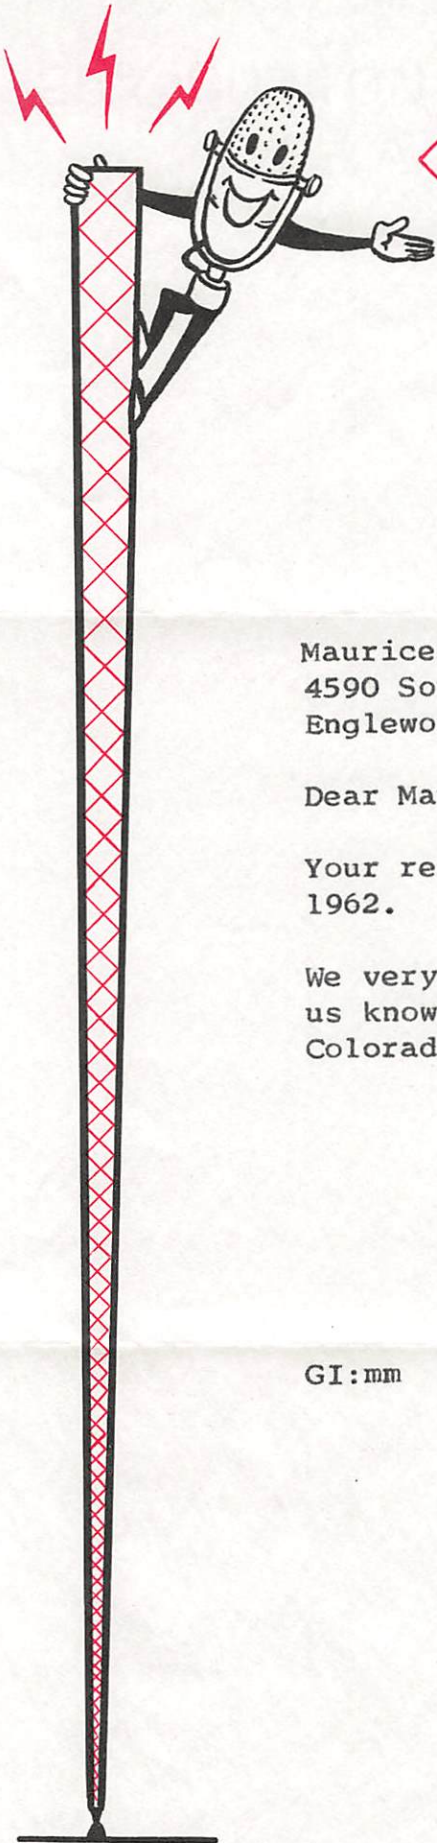 Maurice
4590 So
Englewo
Dear Ma
Your re
1962.
We very
us know
Colorad
GI:mm